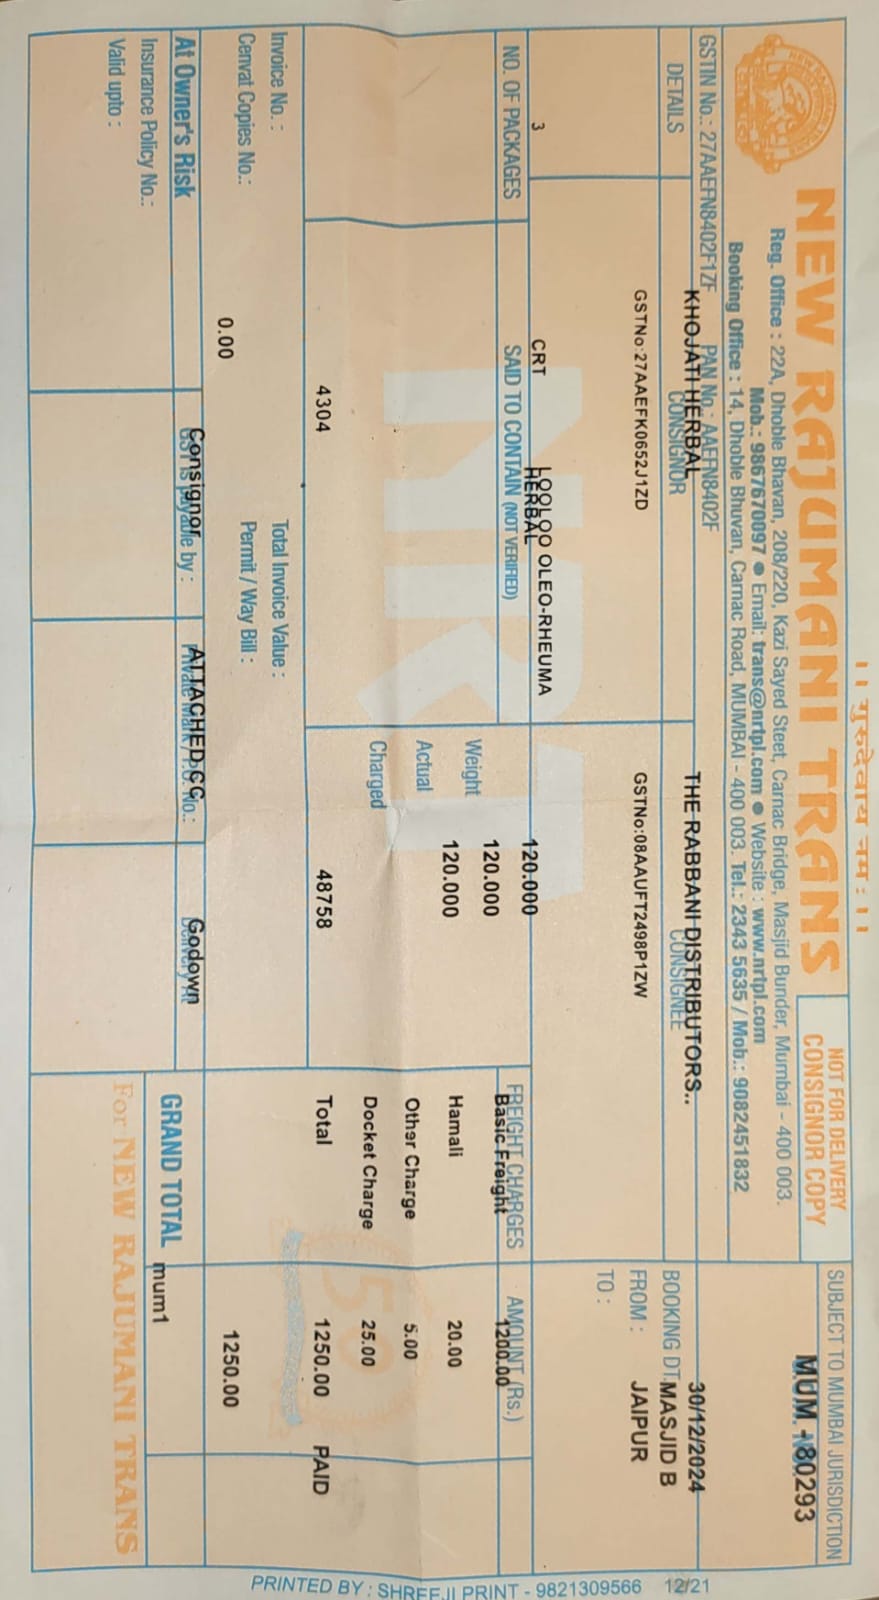 ।। गुरुदेवाय नमः ।।
NEW RAJUMANI TRANS
NOT FOR DELIVERY
CONSIGNOR COPY
SUBJECT TO MUMBAI JURISDICTION
MUM - 80293
Reg. Office : 22A, Dhoble Bhavan, 208/220, Kazi Sayed Steet, Carnac Bridge, Masjid Bunder, Mumbai - 400 003.
Mob.: 9867670097 ● Email: trans@nrtpl.com ● Website : www.nrtpl.com
Booking Office : 14, Dhoble Bhuvan, Carnac Road, MUMBAI - 400 003. Tel.: 2343 5635 / Mob.: 9082451832
GSTIN No.: 27AAEFN8402F1ZF PAN No.: AAEFN8402F
DETAILS
CONSIGNOR
KHOJATI HERBAL
GSTNo:27AAEFK0652J1ZD
CONSIGNEE
THE RABBANI DISTRIBUTORS..
GSTNo:08AAUFT2498P1ZW
BOOKING DT.
30/12/2024
FROM :
MASJID B
TO :
JAIPUR
NO. OF PACKAGES
SAID TO CONTAIN (NOT VERIFIED)
FREIGHT CHARGES
AMOUNT (Rs.)
3
CRT
LOOLOO OLEO-RHEUMA
HERBAL
120.000
Weight
120.000
Actual
120.000
Charged
Basic Freight 1200.00
Hamali 20.00
Other Charge 5.00
Docket Charge 25.00
Total 1250.00 PAID
4304
48758
NRT
Invoice No. :
Total Invoice Value :
Cenvat Copies No.:
Permit / Way Bill :
0.00
1250.00
At Owner's Risk
GST is payable by :
Consignor
ATTACHED CC
Godown
GRAND TOTAL
mum1
Insurance Policy No.:
Valid upto :
For NEW RAJUMANI TRANS
PRINTED BY : SHREEJI PRINT - 9821309566 12/21